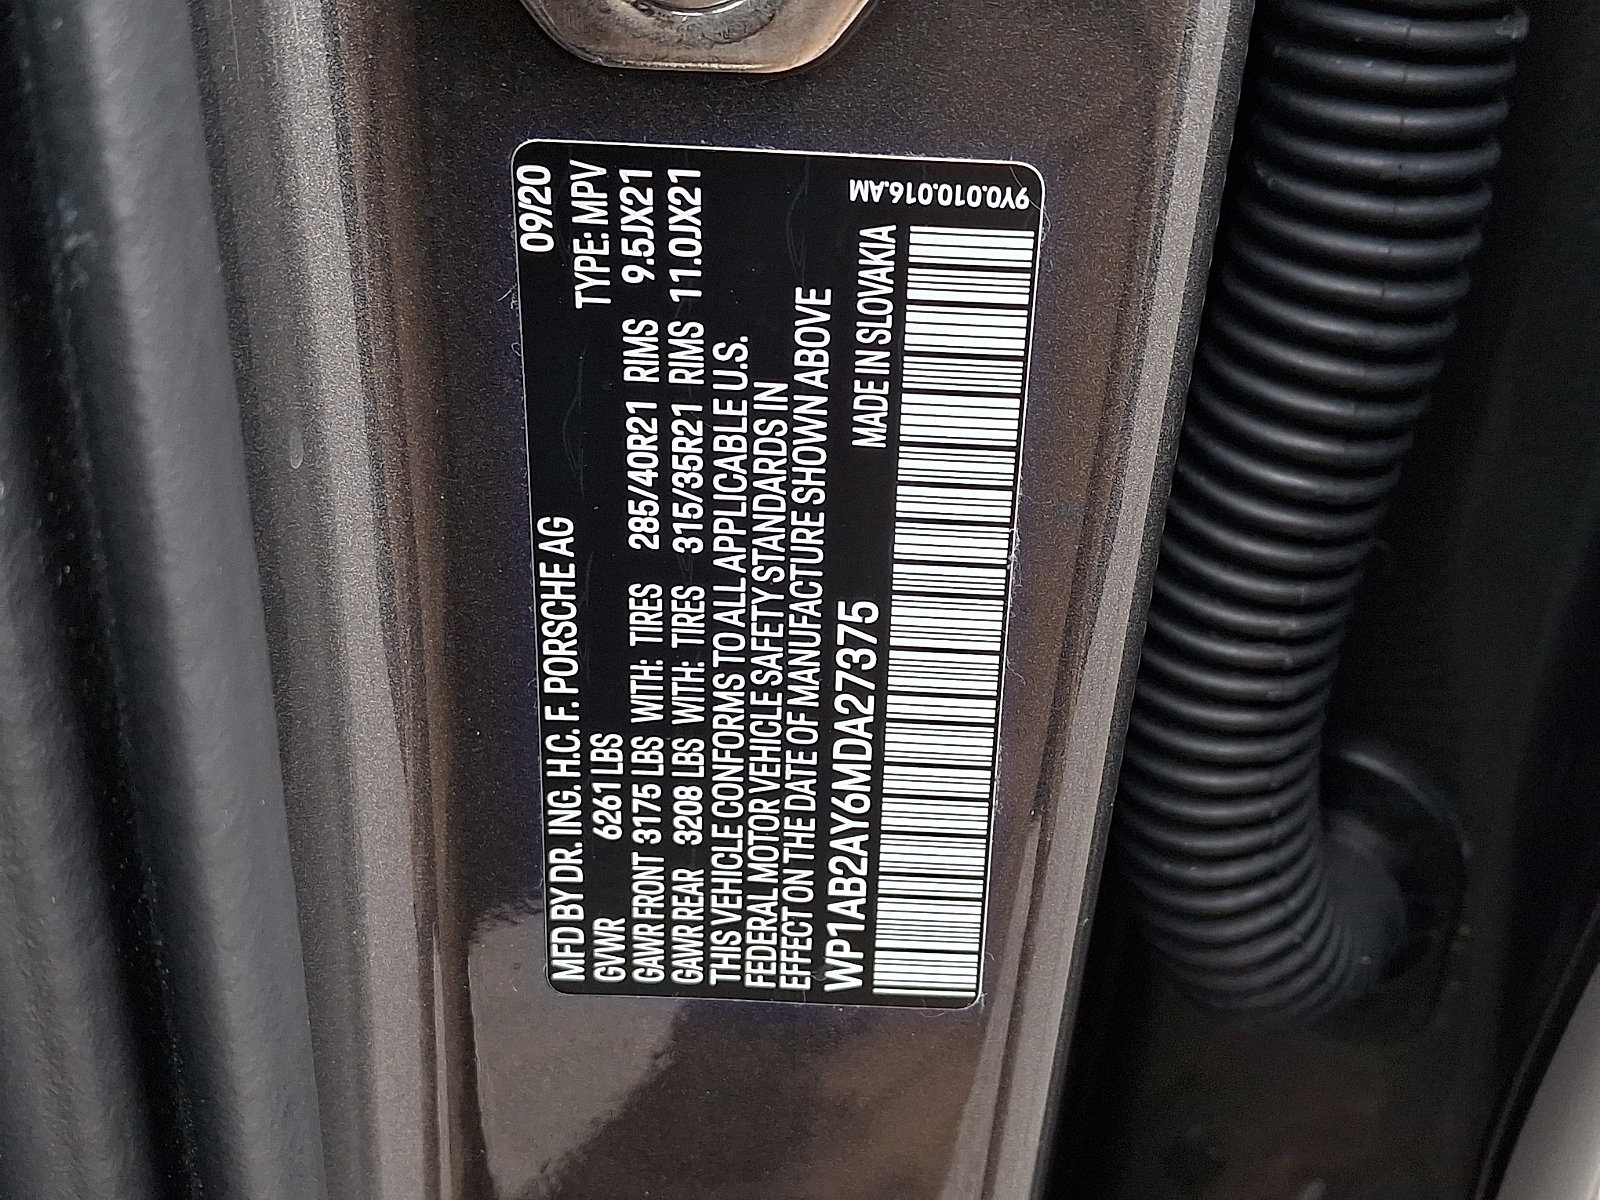 MFD BY DR. ING. H.C. F. PORSCHE AG 09/20
GVWR 6261 LBS TYPE: MPV
GAWR FRONT 3175 LBS WITH: TIRES 285/40R21 RIMS 9.5JX21
GAWR REAR 3208 LBS WITH: TIRES 315/35R21 RIMS 11.0JX21
THIS VEHICLE CONFORMS TO ALL APPLICABLE U.S.
FEDERAL MOTOR VEHICLE SAFETY STANDARDS IN
EFFECT ON THE DATE OF MANUFACTURE SHOWN ABOVE
WP1AB2AY6MDA27375 MADE IN SLOVAKIA
9Y0.010.016.AM